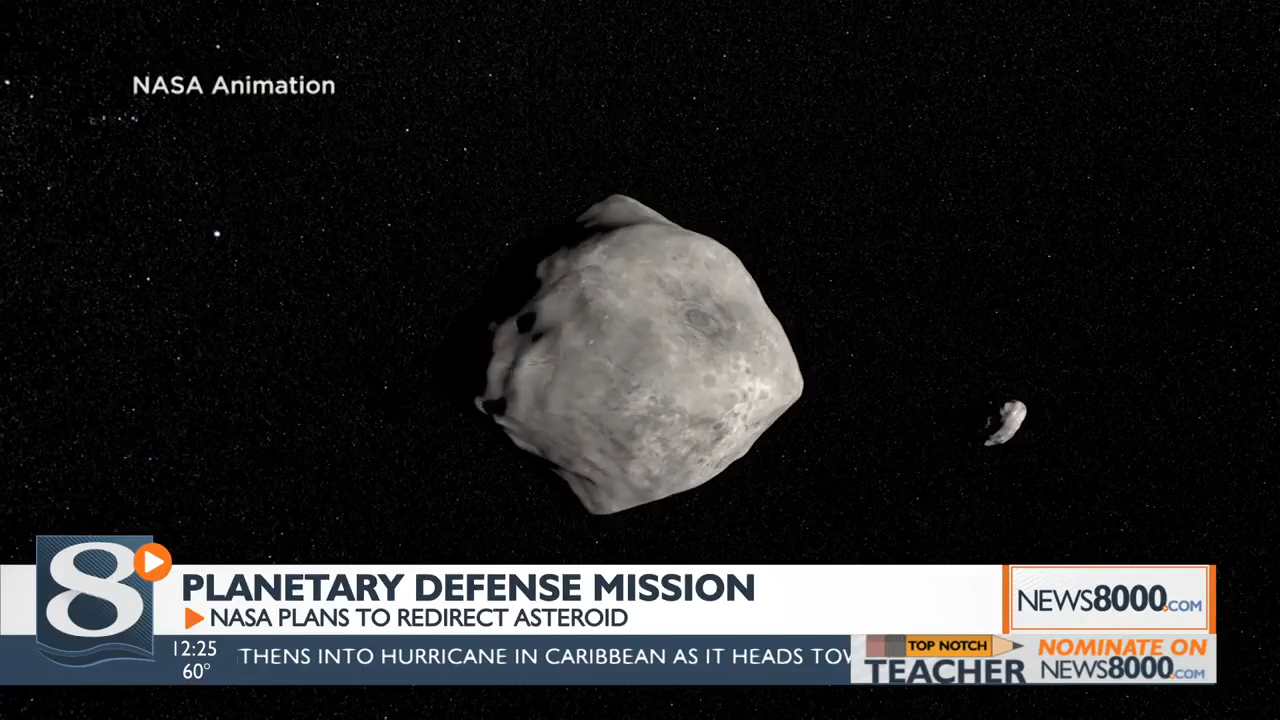 NASA Animation
8
PLANETARY DEFENSE MISSION
NASA PLANS TO REDIRECT ASTEROID
NEWS8000.COM
12:25
60°
THENS INTO HURRICANE IN CARIBBEAN AS IT HEADS TOW
TOP NOTCH
TEACHER
NOMINATE ON
NEWS8000.COM